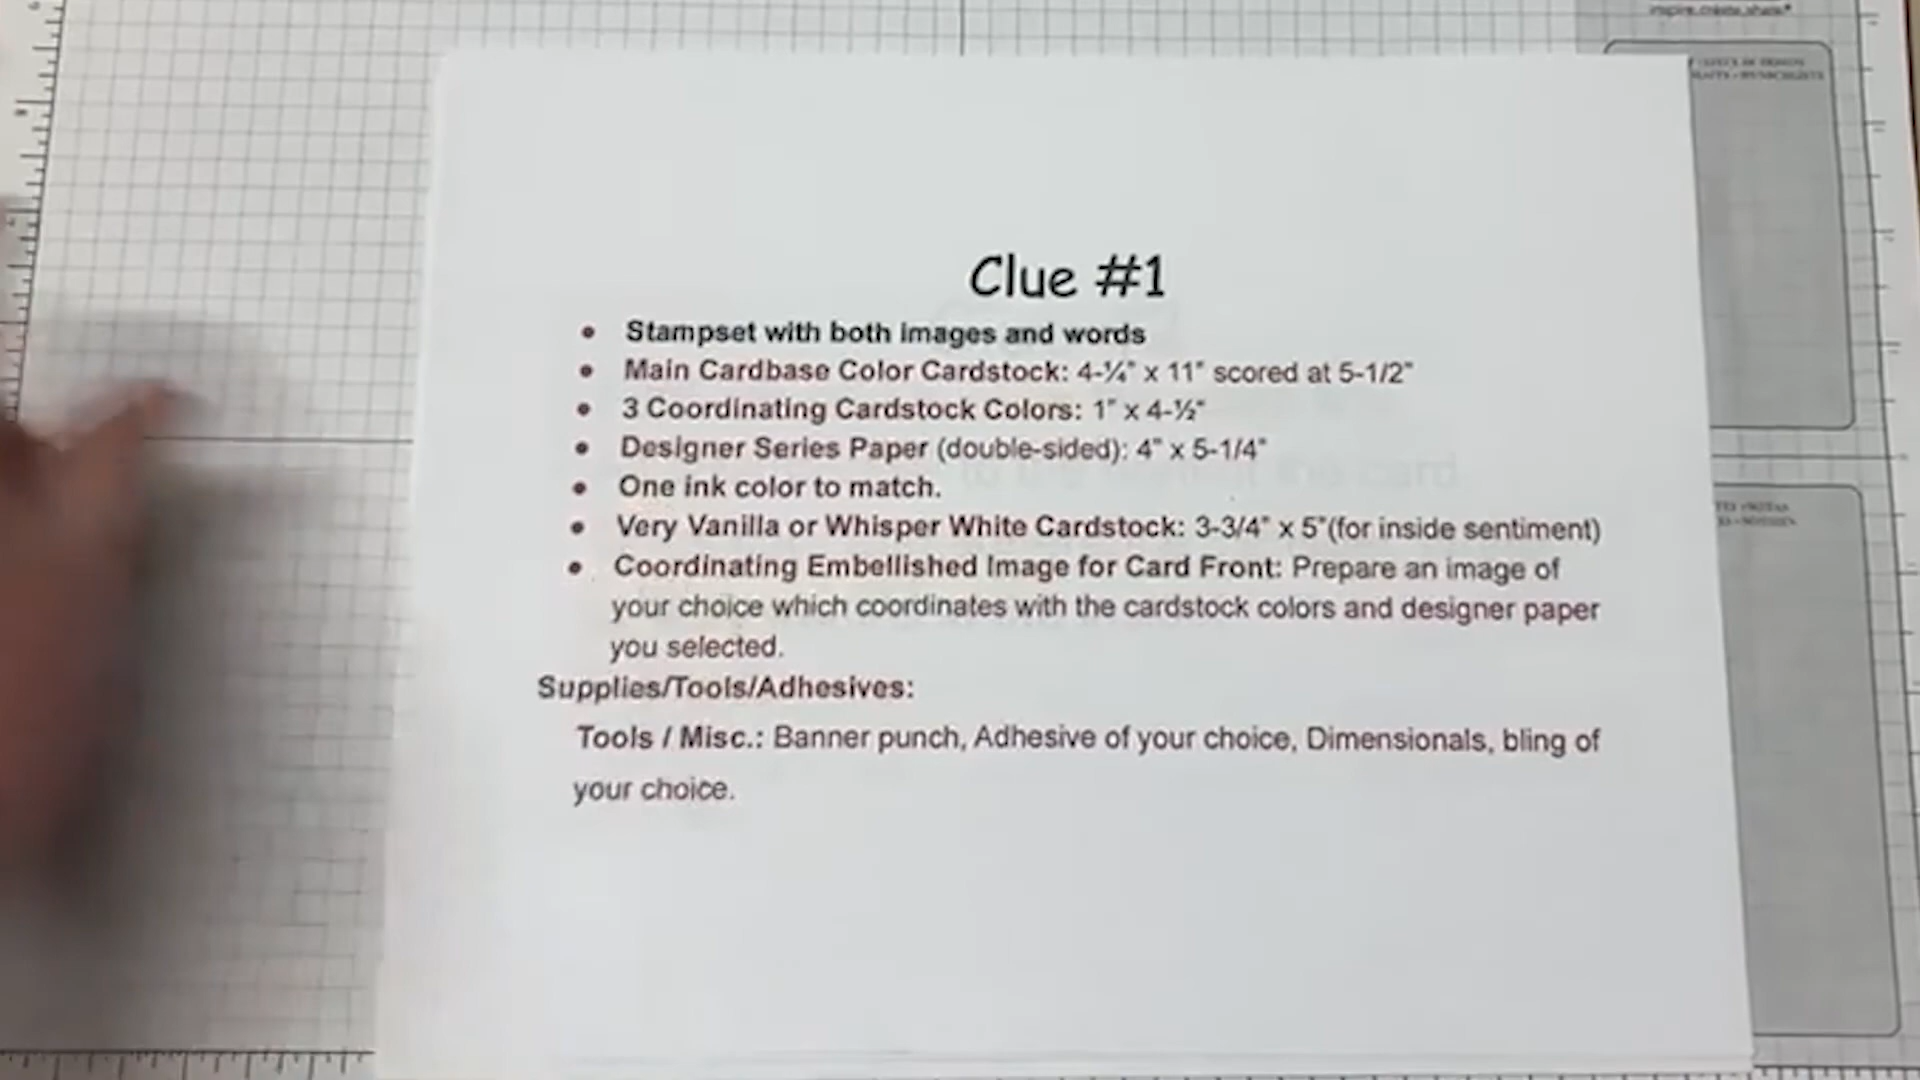 inspire.create.share
Clue #1
• Stampset with both images and words
• Main Cardbase Color Cardstock: 4-¼" x 11" scored at 5-1/2"
• 3 Coordinating Cardstock Colors: 1" x 4-½"
• Designer Series Paper (double-sided): 4" x 5-1/4"
• One ink color to match.
• Very Vanilla or Whisper White Cardstock: 3-3/4" x 5"(for inside sentiment)
• Coordinating Embellished Image for Card Front: Prepare an image of
your choice which coordinates with the cardstock colors and designer paper
you selected.
Supplies/Tools/Adhesives:
Tools / Misc.: Banner punch, Adhesive of your choice, Dimensionals, bling of
your choice.